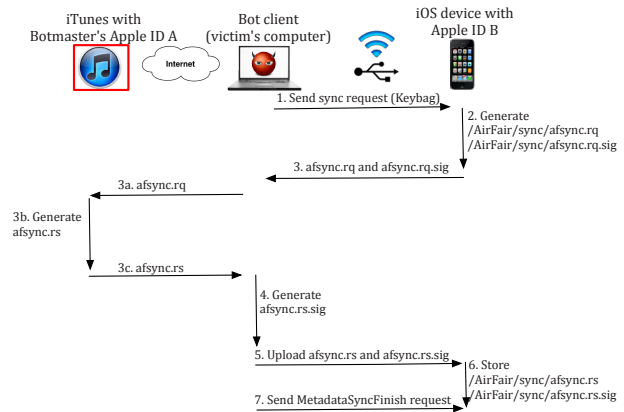 iTunes with
Botmaster's Apple ID A
Internet
Bot client
(victim's computer)
iOS device with
Apple ID B
1. Send sync request (Keybag)
2. Generate
/AirFair/sync/afsync.rq
/AirFair/sync/afsync.rq.sig
3. afsync.rq and afsync.rq.sig
3a. afsync.rq
3b. Generate
afsync.rs
3c. afsync.rs
4. Generate
afsync.rs.sig
5. Upload afsync.rs and afsync.rs.sig
6. Store
/AirFair/sync/afsync.rs
/AirFair/sync/afsync.rs.sig
7. Send MetadataSyncFinish request